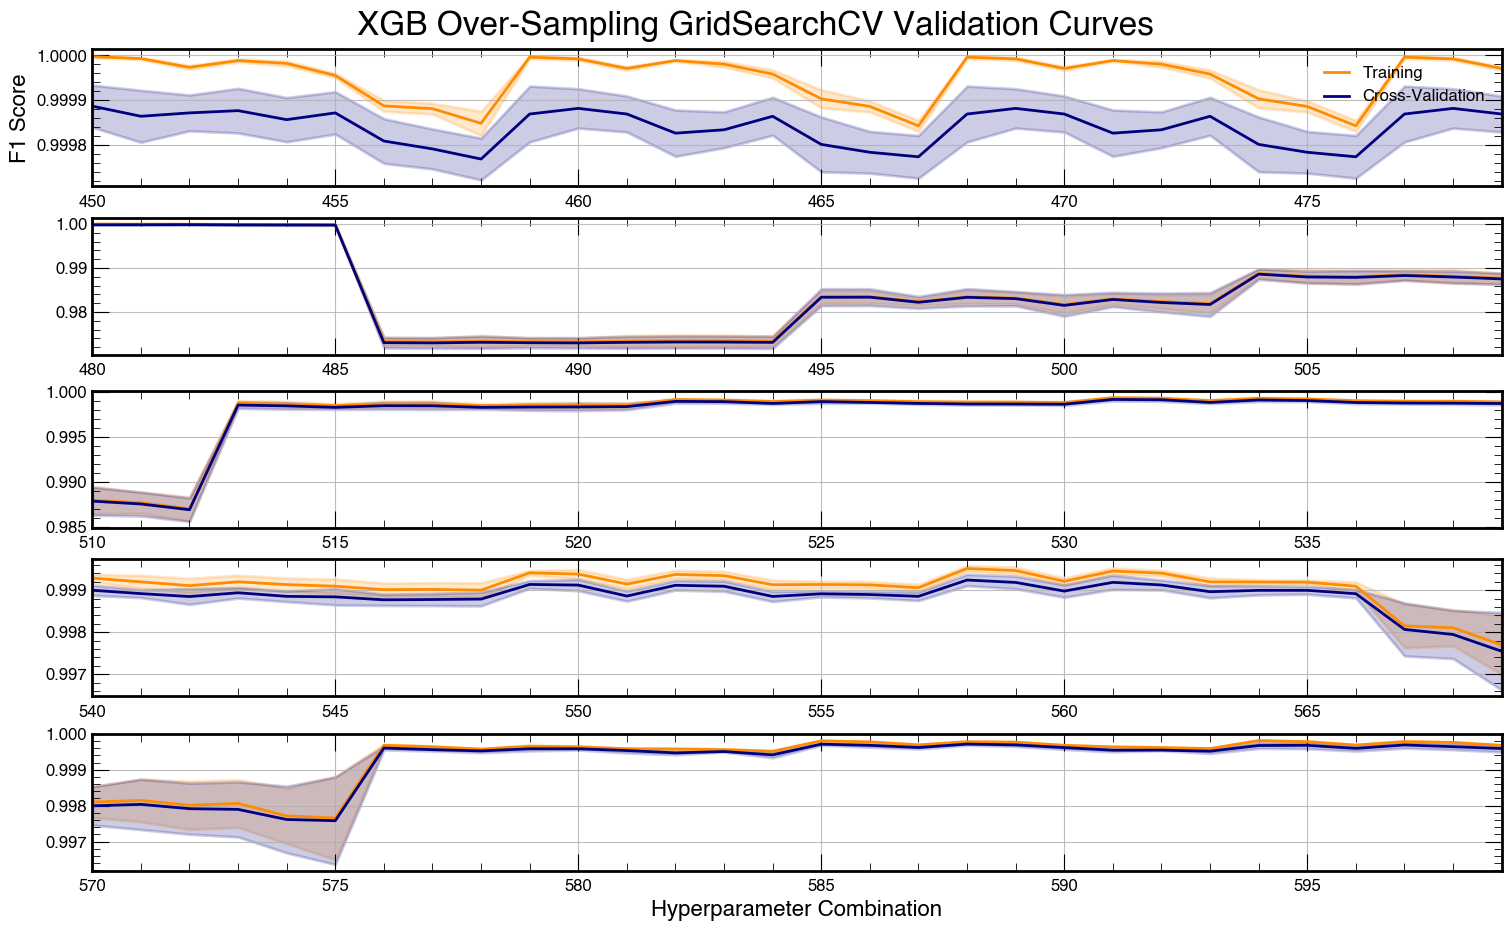 XGB Over-Sampling GridSearchCV Validation Curves
F1 Score
1.0000
0.9999
0.9998
Training
Cross-Validation
450 455 460 465 470 475
1.00
0.99
0.98
480 485 490 495 500 505
1.000
0.995
0.990
0.985
510 515 520 525 530 535
0.999
0.998
0.997
540 545 550 555 560 565
1.000
0.999
0.998
0.997
570 575 580 585 590 595
Hyperparameter Combination